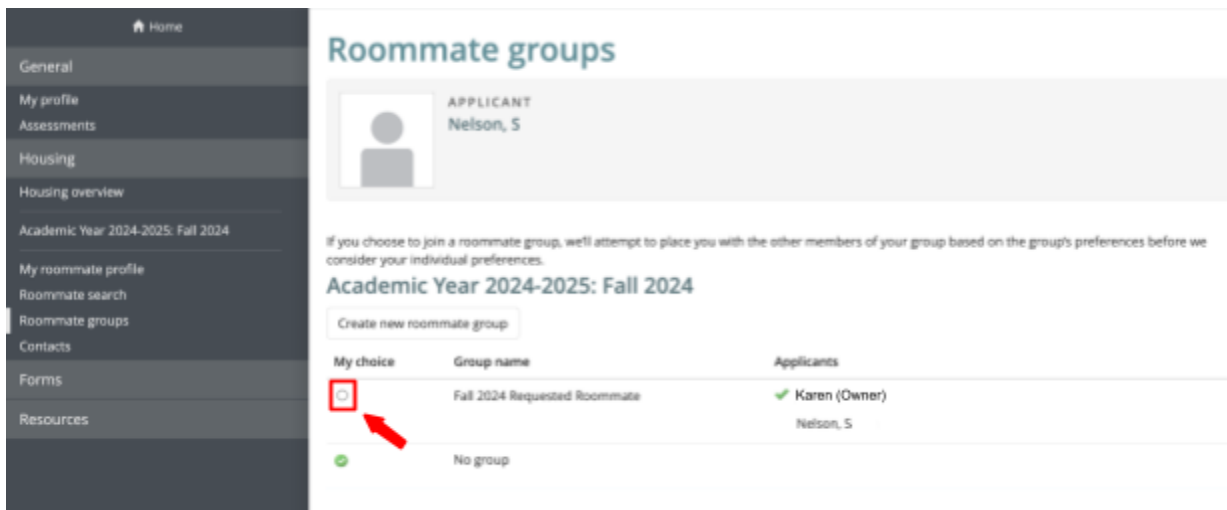 Home
General
My profile
Assessments
Housing
Housing overview
Academic Year 2024-2025: Fall 2024
My roommate profile
Roommate search
Roommate groups
Contacts
Forms
Resources
Roommate groups
APPLICANT
Nelson, S
If you choose to join a roommate group, we'll attempt to place you with the other members of your group based on the group's preferences before we
consider your individual preferences.
Academic Year 2024-2025: Fall 2024
Create new roommate group
My choice Group name Applicants
Fall 2024 Requested Roommate Karen (Owner)
Nelson, S
No group